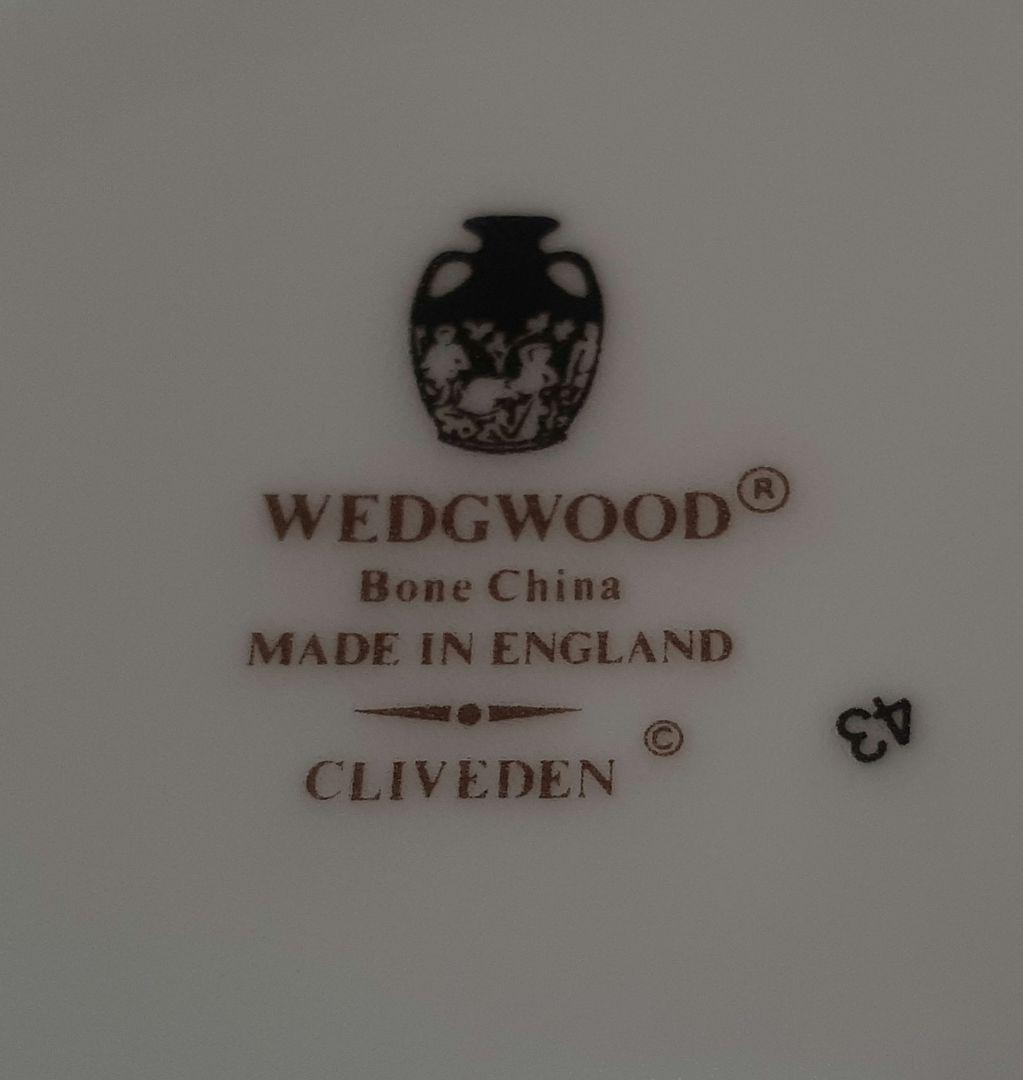 WEDGWOOD®
Bone China
MADE IN ENGLAND
©
CLIVEDEN
43